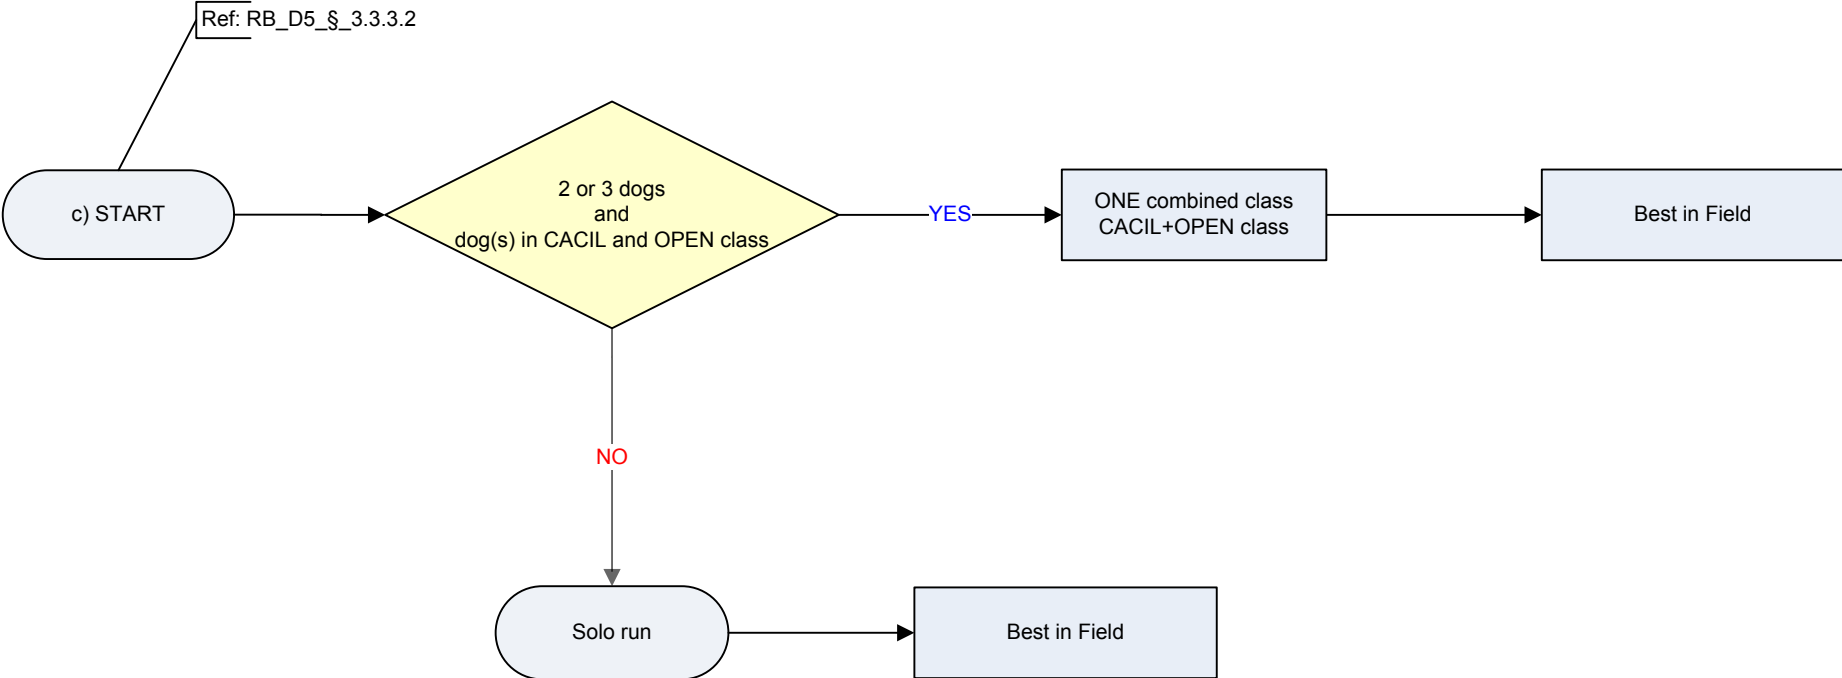 Ref: RB_D5_§_3.3.3.2
c) START
2 or 3 dogs
and
dog(s) in CACIL and OPEN class
YES
ONE combined class
CACIL+OPEN class
Best in Field
NO
Solo run
Best in Field